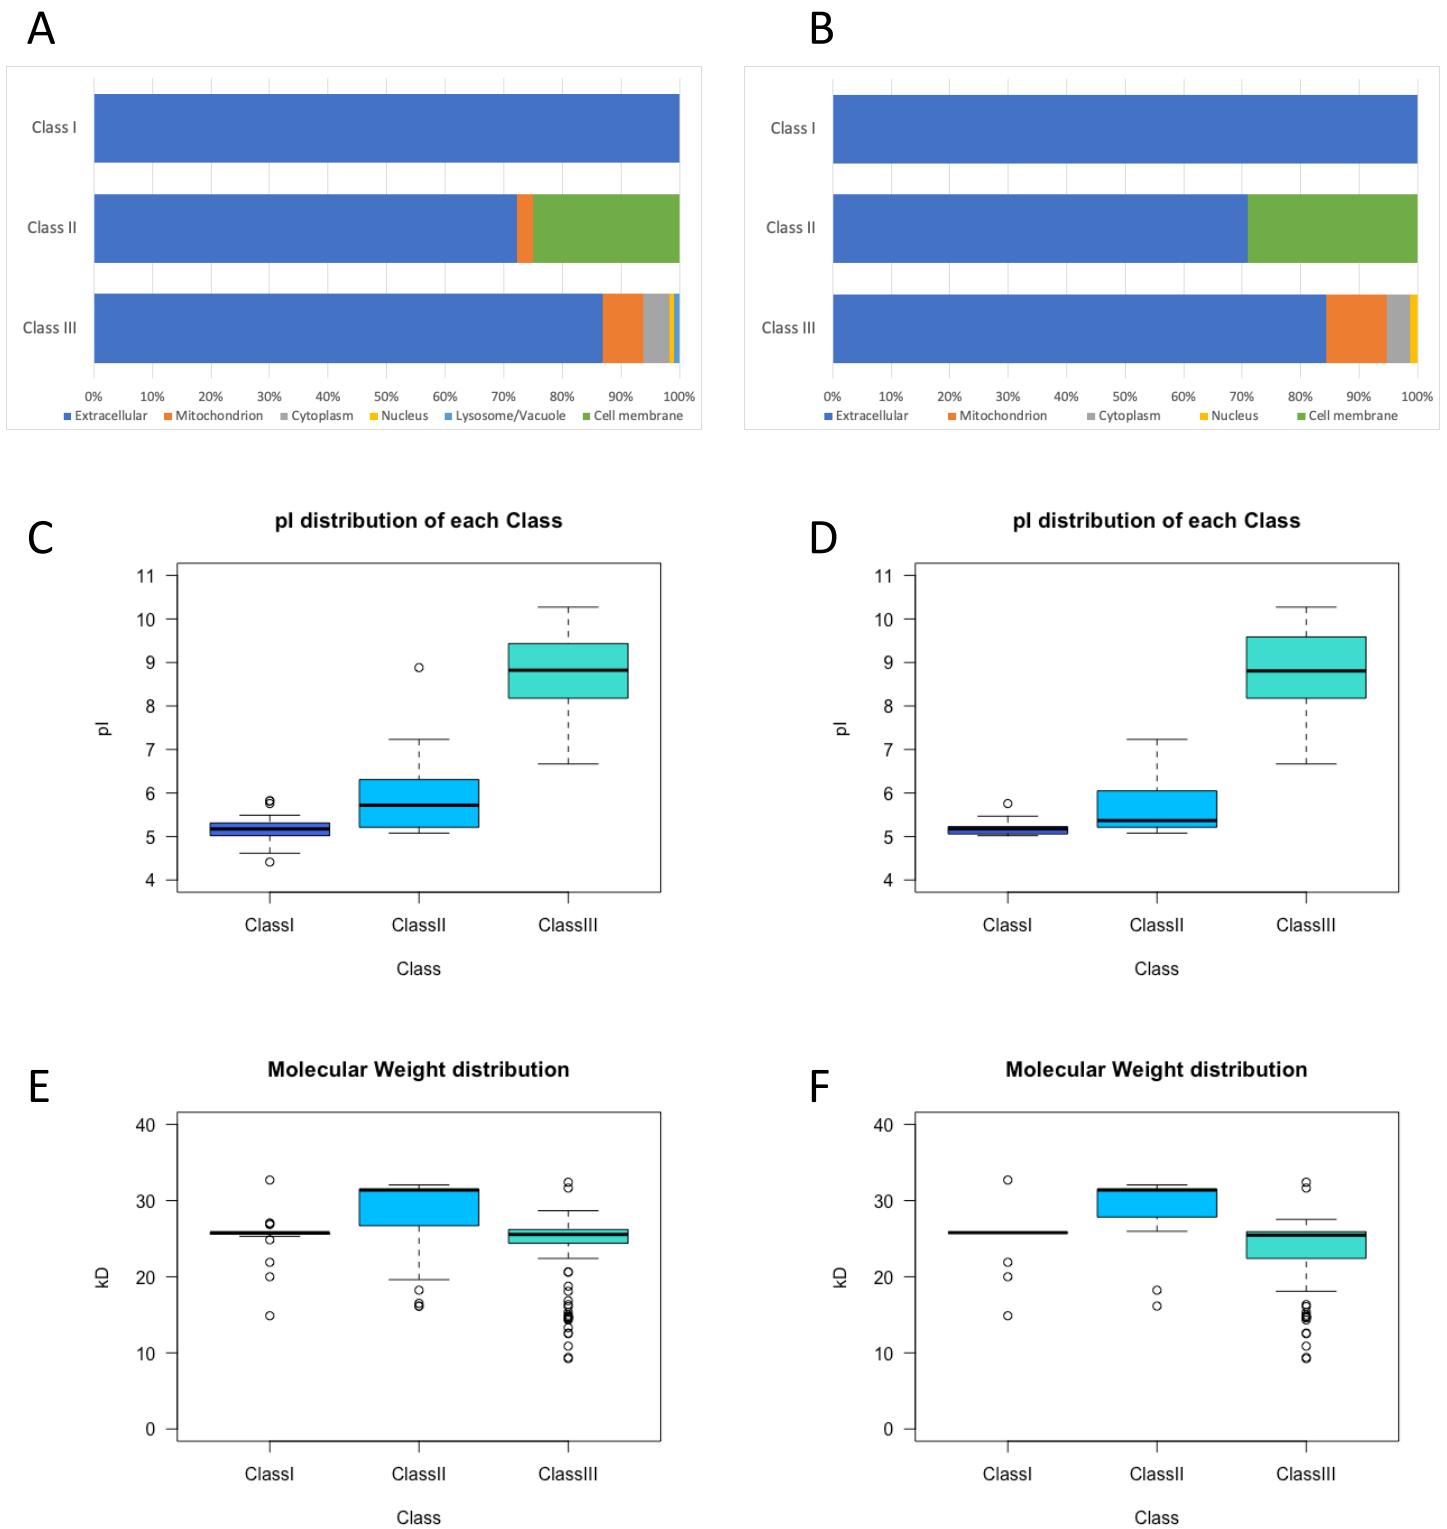 A
Class I
Class II
Class III
0% 10% 20% 30% 40% 50% 60% 70% 80% 90% 100%
Extracellular Mitochondrion Cytoplasm Nucleus Lysosome/Vacuole Cell membrane
B
Class I
Class II
Class III
0% 10% 20% 30% 40% 50% 60% 70% 80% 90% 100%
Extracellular Mitochondrion Cytoplasm Nucleus Cell membrane
C
pI distribution of each Class
11
10
9
8
7
6
5
4
pI
ClassI ClassII ClassIII
Class
D
pI distribution of each Class
11
10
9
8
7
6
5
4
pI
ClassI ClassII ClassIII
Class
E
Molecular Weight distribution
40
30
20
10
0
kD
ClassI ClassII ClassIII
Class
F
Molecular Weight distribution
40
30
20
10
0
kD
ClassI ClassII ClassIII
Class